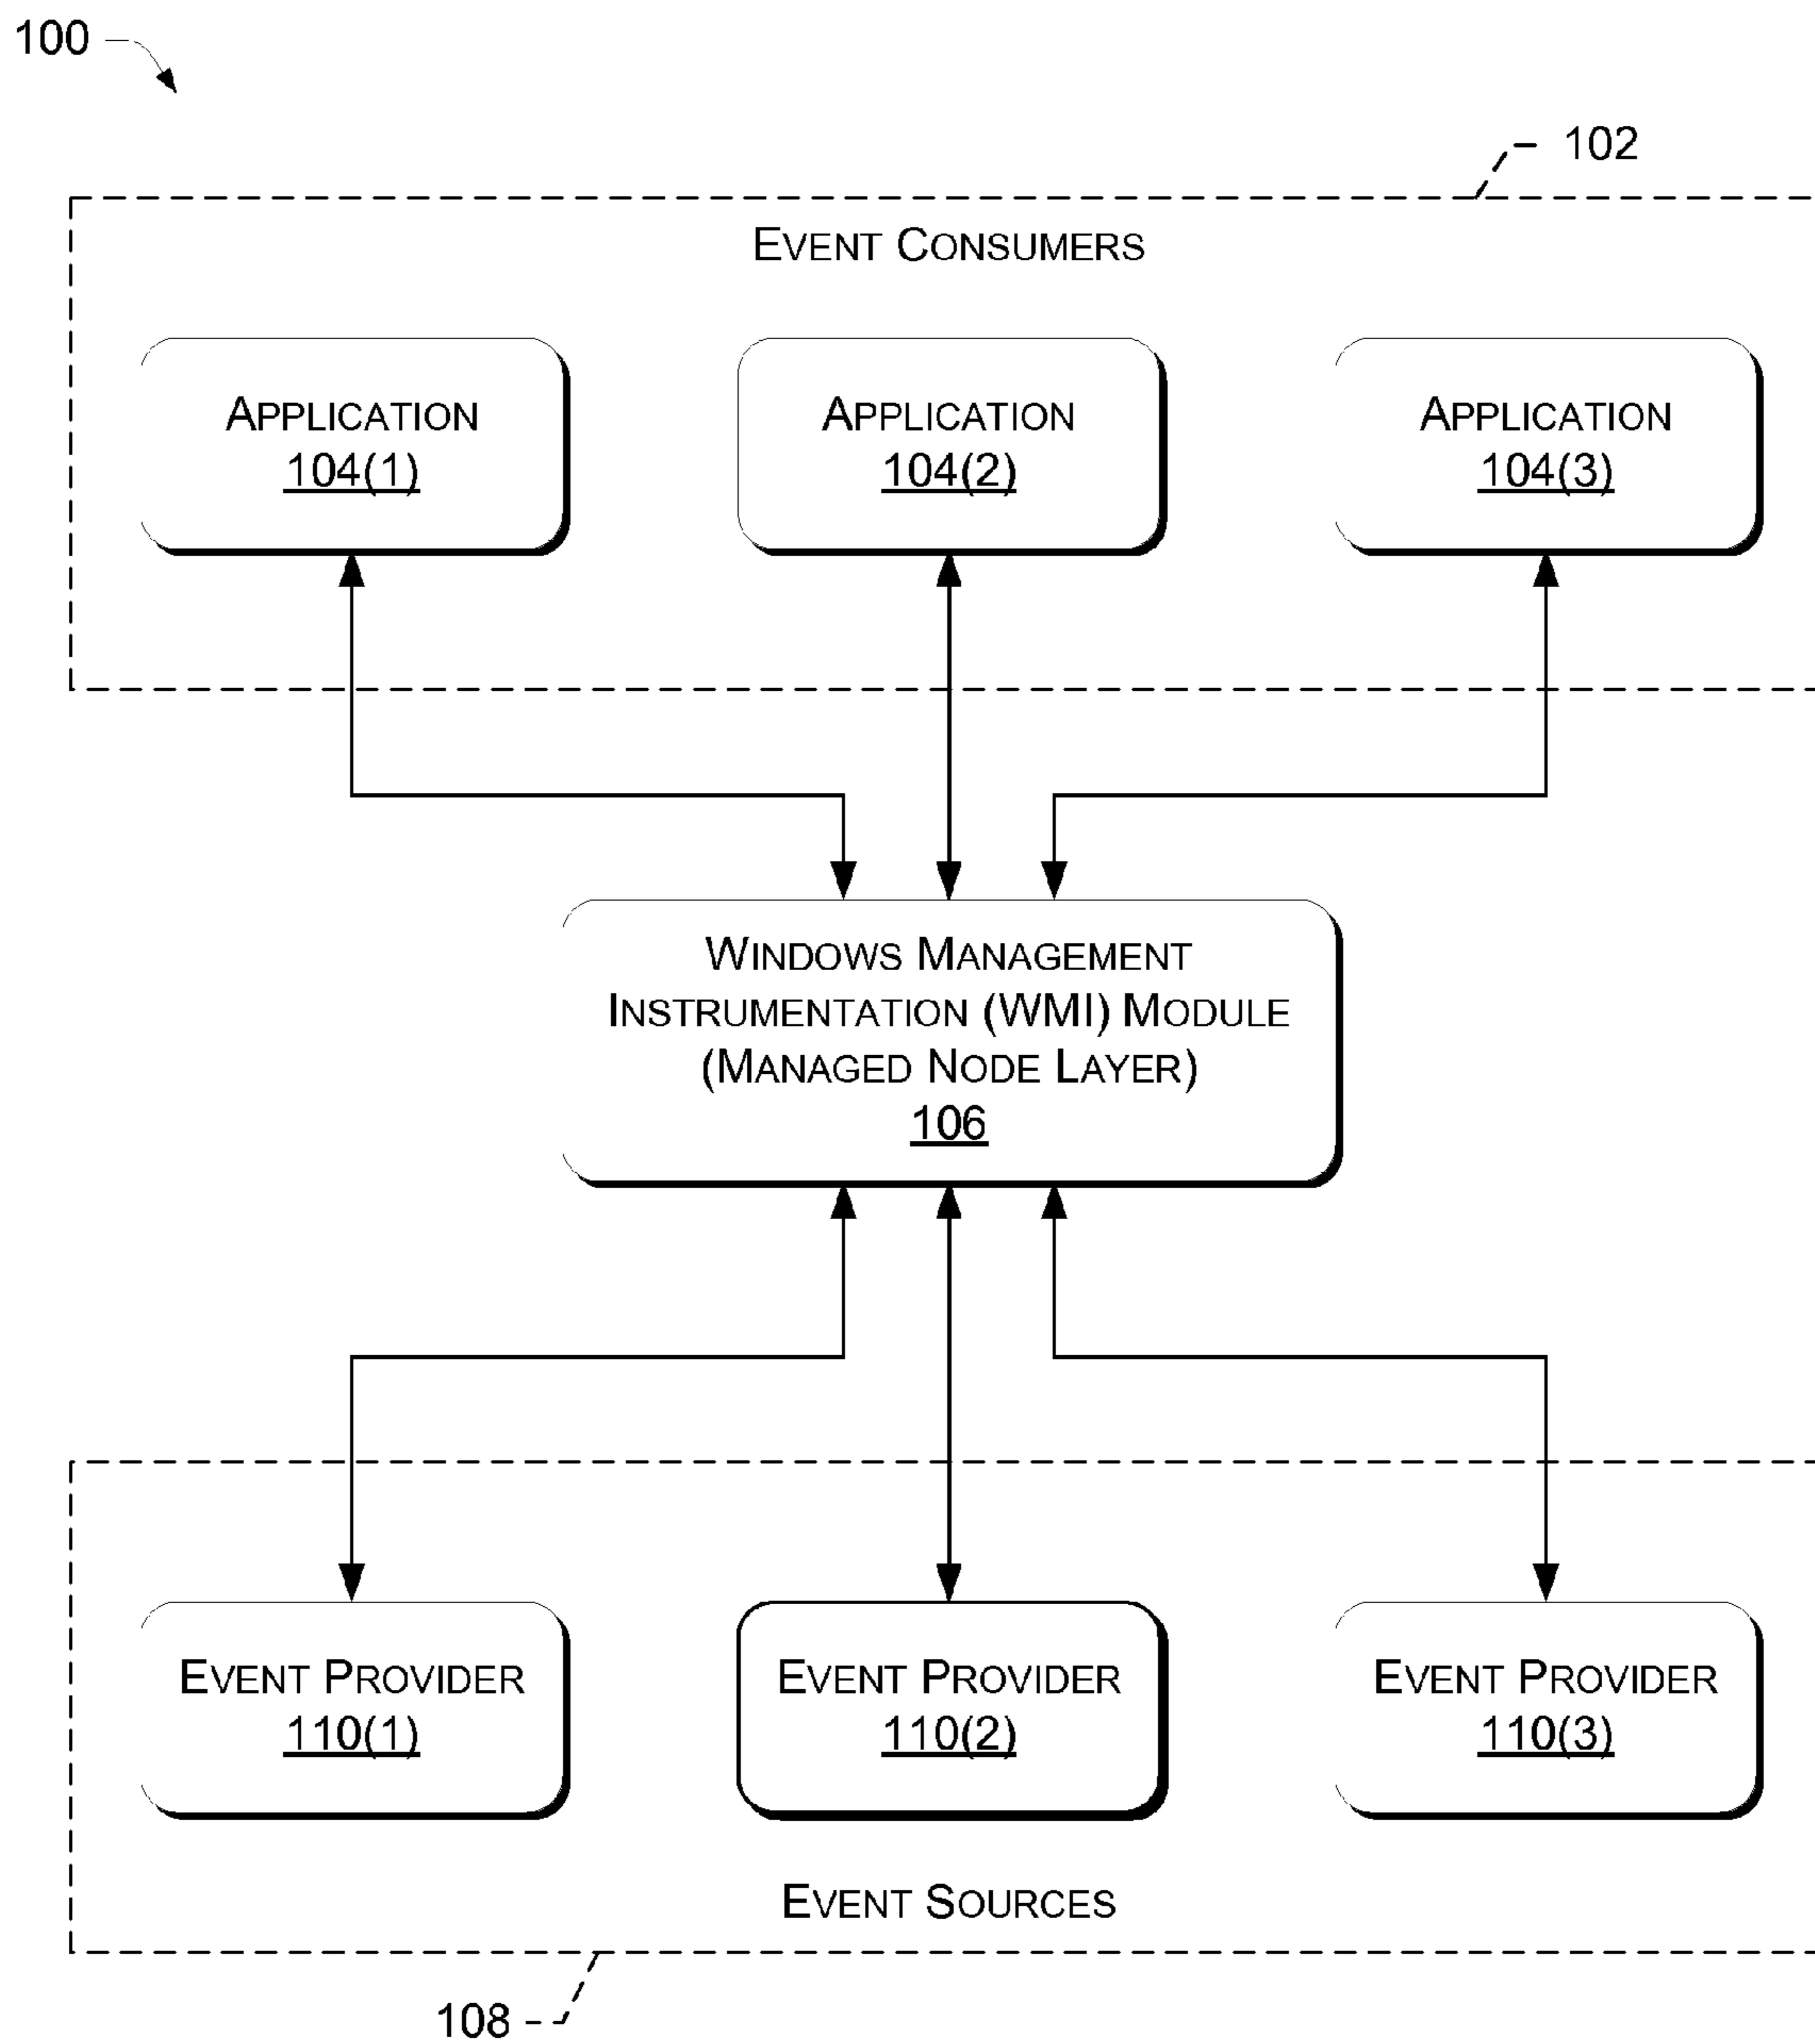 100
102
EVENT CONSUMERS
APPLICATION
104(1)
APPLICATION
104(2)
APPLICATION
104(3)
WINDOWS MANAGEMENT
INSTRUMENTATION (WMI) MODULE
(MANAGED NODE LAYER)
106
EVENT PROVIDER
110(1)
EVENT PROVIDER
110(2)
EVENT PROVIDER
110(3)
EVENT SOURCES
108